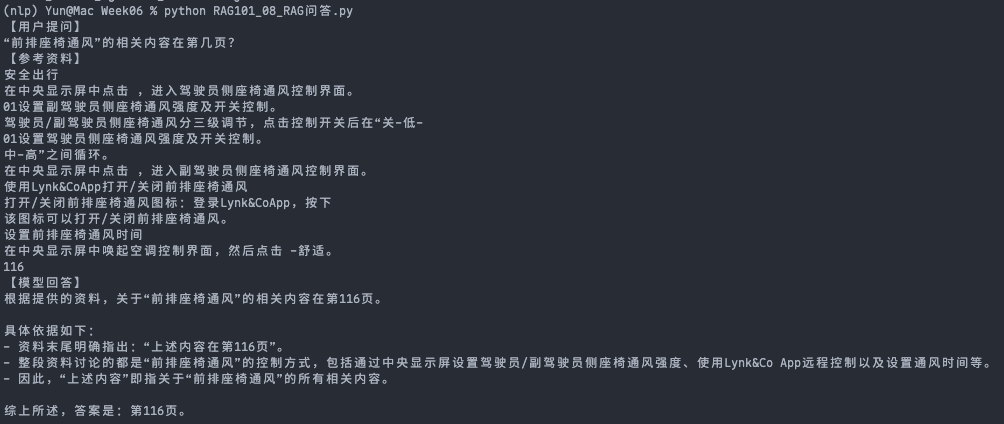 (nlp) Yun@Mac Week06 % python RAG101_08_RAG问答.py
【用户提问】
“前排座椅通风”的相关内容在第几页?
【参考资料】
安全出行
在中央显示屏中点击 ，进入驾驶员侧座椅通风控制界面。
01设置副驾驶员侧座椅通风强度及开关控制。
驾驶员/副驾驶员侧座椅通风分三级调节，点击控制开关后在“关-低-
01设置驾驶员侧座椅通风强度及开关控制。
中-高”之间循环。
在中央显示屏中点击 ，进入副驾驶员侧座椅通风控制界面。
使用Lynk&CoApp打开/关闭前排座椅通风
打开/关闭前排座椅通风图标：登录Lynk&CoApp，按下
该图标可以打开/关闭前排座椅通风。
设置前排座椅通风时间
在中央显示屏中唤起空调控制界面，然后点击 -舒适。
116
【模型回答】
根据提供的资料，关于“前排座椅通风”的相关内容在第116页。
具体依据如下：
- 资料末尾明确指出：“上述内容在第116页”。
- 整段资料讨论的都是“前排座椅通风”的控制方式，包括通过中央显示屏设置驾驶员/副驾驶员侧座椅通风强度、使用Lynk&Co App远程控制以及设置通风时间等。
- 因此，“上述内容”即指关于“前排座椅通风”的所有相关内容。
综上所述，答案是：第116页。